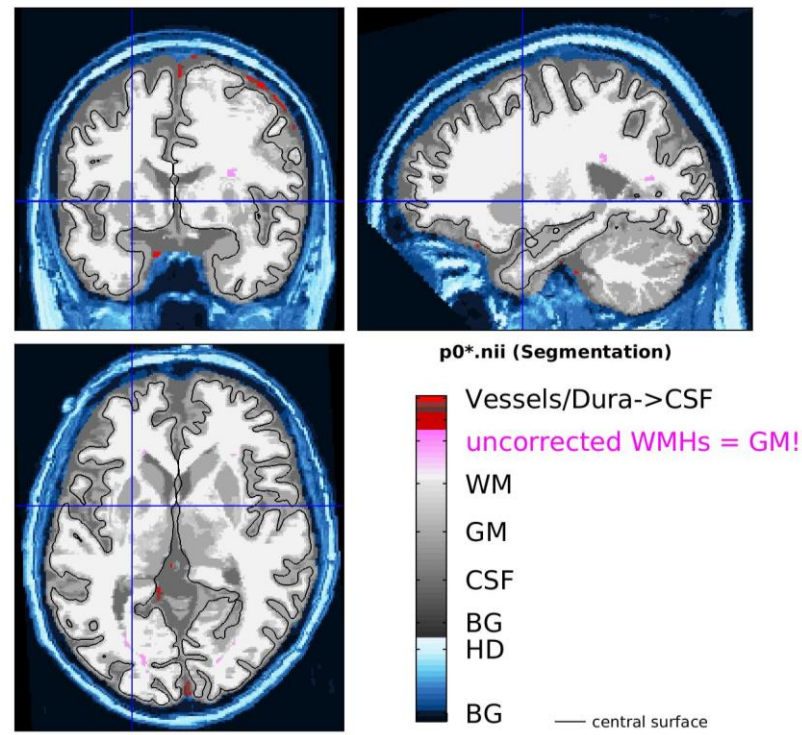 p0*.nii (Segmentation)
Vessels/Dura->CSF
uncorrected WMHs = GM!
WM
GM
CSF
BG
HD
BG
central surface